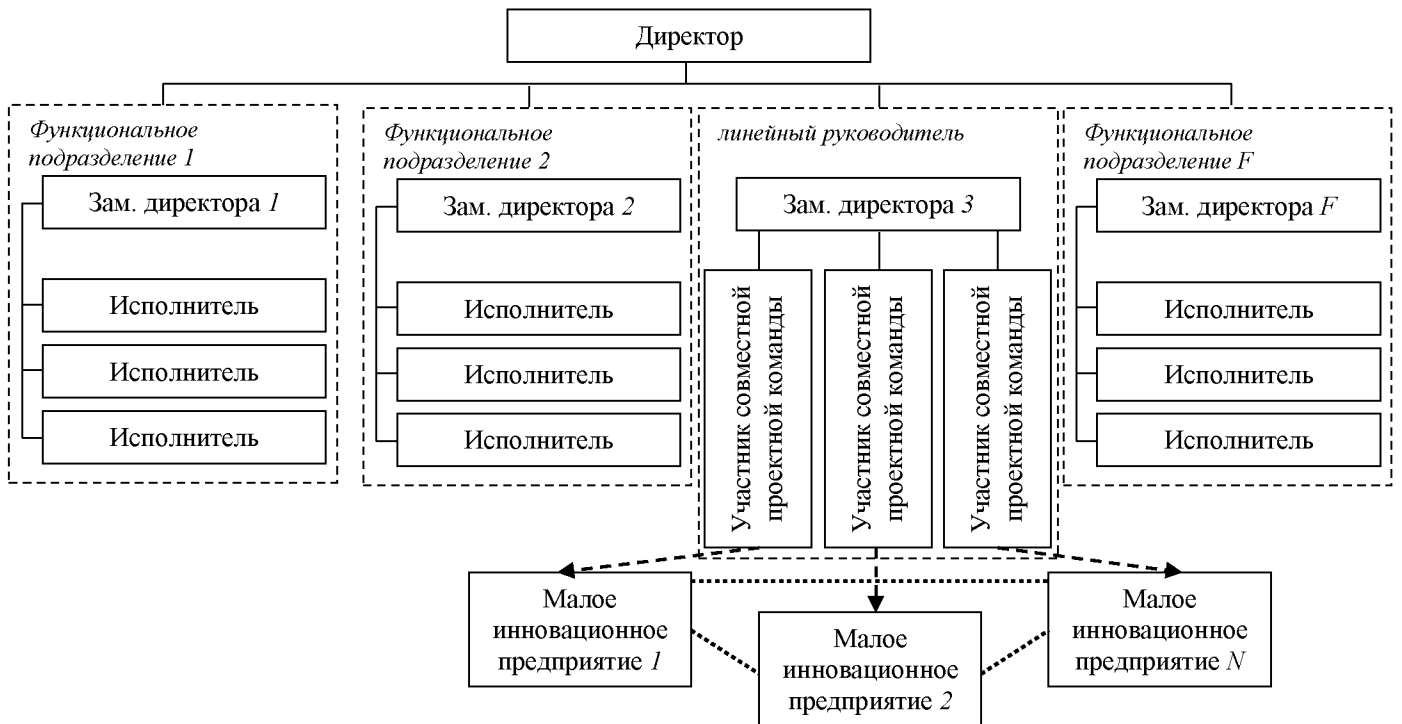 Директор
Функциональное
подразделение 1
Зам. директора 1
Исполнитель
Исполнитель
Исполнитель
Функциональное
подразделение 2
Зам. директора 2
Исполнитель
Исполнитель
Исполнитель
линейный руководитель
Зам. директора 3
Участник совместной
проектной команды
Участник совместной
проектной команды
Участник совместной
проектной команды
Функциональное
подразделение F
Зам. директора F
Исполнитель
Исполнитель
Исполнитель
Малое
инновационное
предприятие 1
Малое
инновационное
предприятие 2
Малое
инновационное
предприятие N